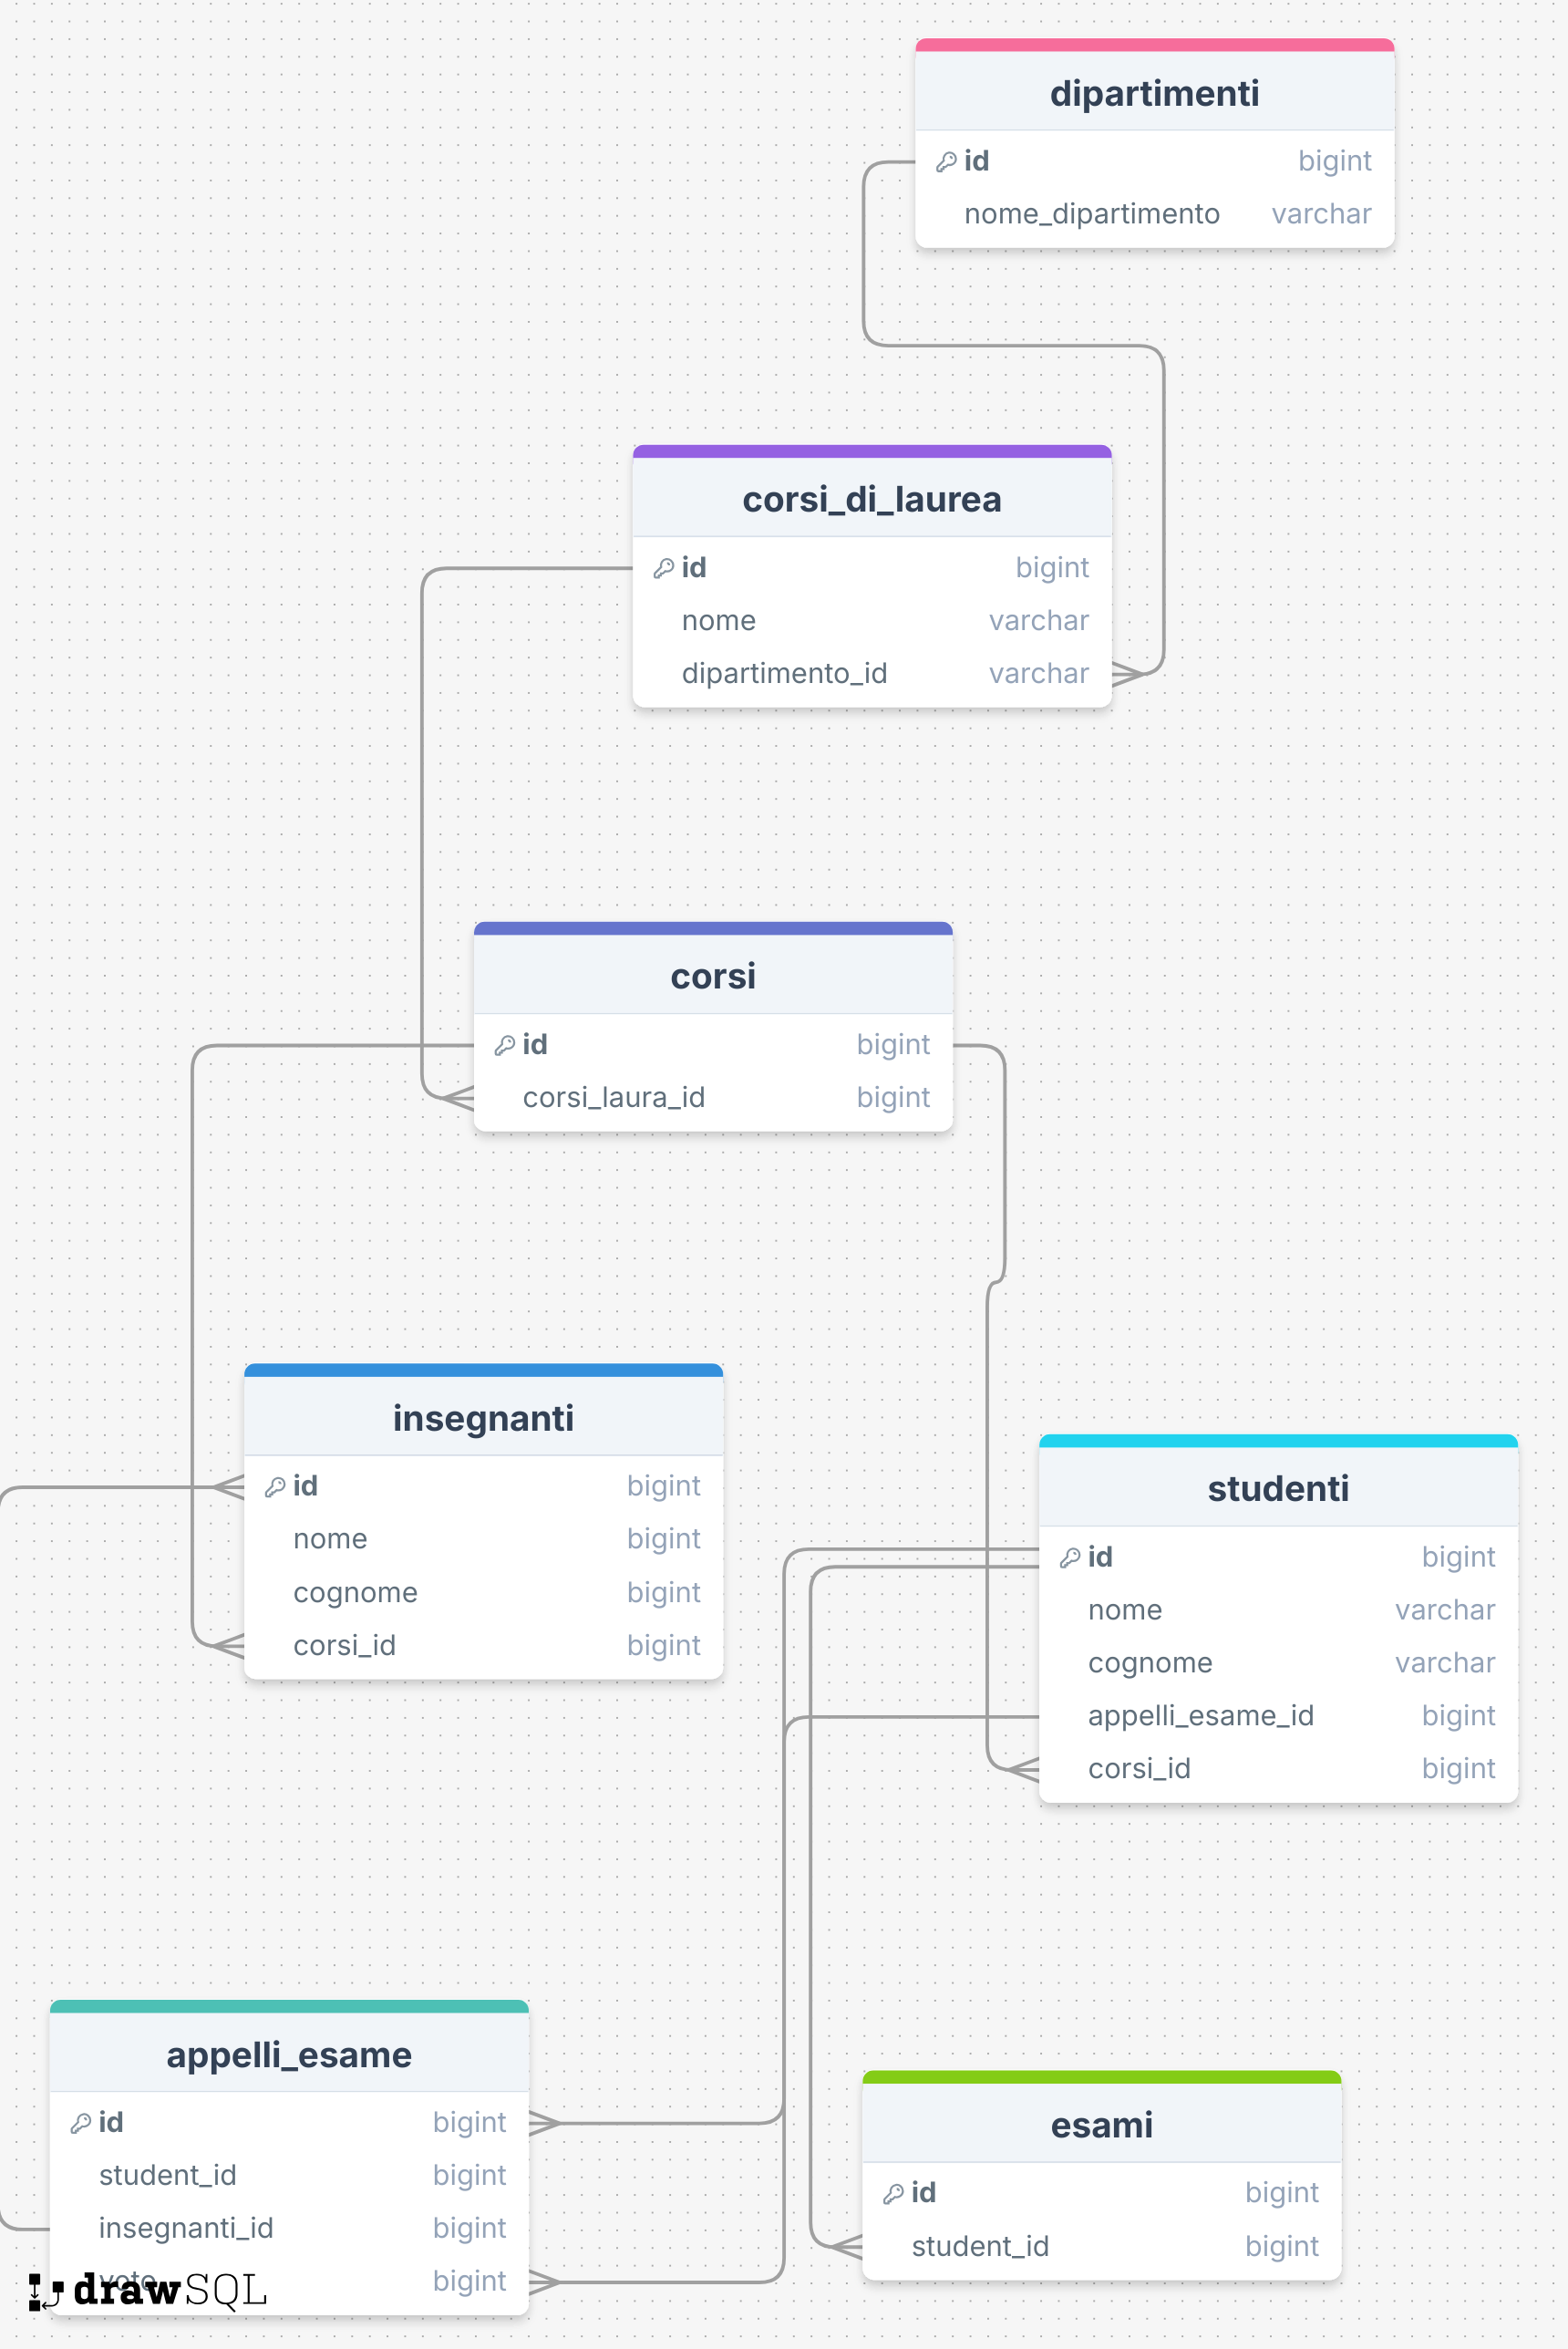 dipartimenti
id bigint
nome_dipartimento varchar
corsi_di_laurea
id bigint
nome varchar
dipartimento_id varchar
corsi
id bigint
corsi_laura_id bigint
insegnanti
id bigint
nome bigint
cognome bigint
corsi_id bigint
studenti
id bigint
nome varchar
cognome varchar
appelli_esame_id bigint
corsi_id bigint
appelli_esame
id bigint
student_id bigint
insegnanti_id bigint
voto bigint
esami
id bigint
student_id bigint
drawSQL